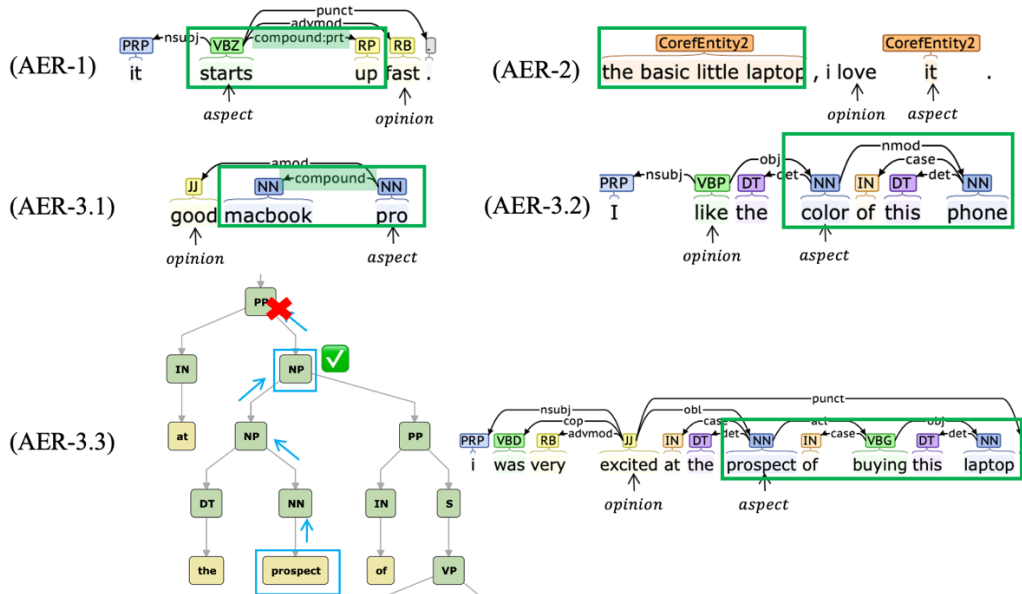 punct
advmod
PRP nsubj VBZ compound:prt RP RB .
(AER-1) it starts up fast .
aspect opinion
CorefEntity2 CorefEntity2
(AER-2) the basic little laptop , i love it .
opinion aspect
amod
JJ NN compound NN
(AER-3.1) good macbook pro
opinion aspect
nmod
obj case
PRP nsubj VBP DT det NN IN DT det NN
(AER-3.2) I like the color of this phone
opinion aspect
PP
IN NP
at NP PP
DT NN IN S
the prospect of VP
punct
nsubj obl acl obj
cop case
PRP VBD RB advmod JJ IN DT det NN IN case VBG DT det NN
(AER-3.3) i was very excited at the prospect of buying this laptop
opinion aspect